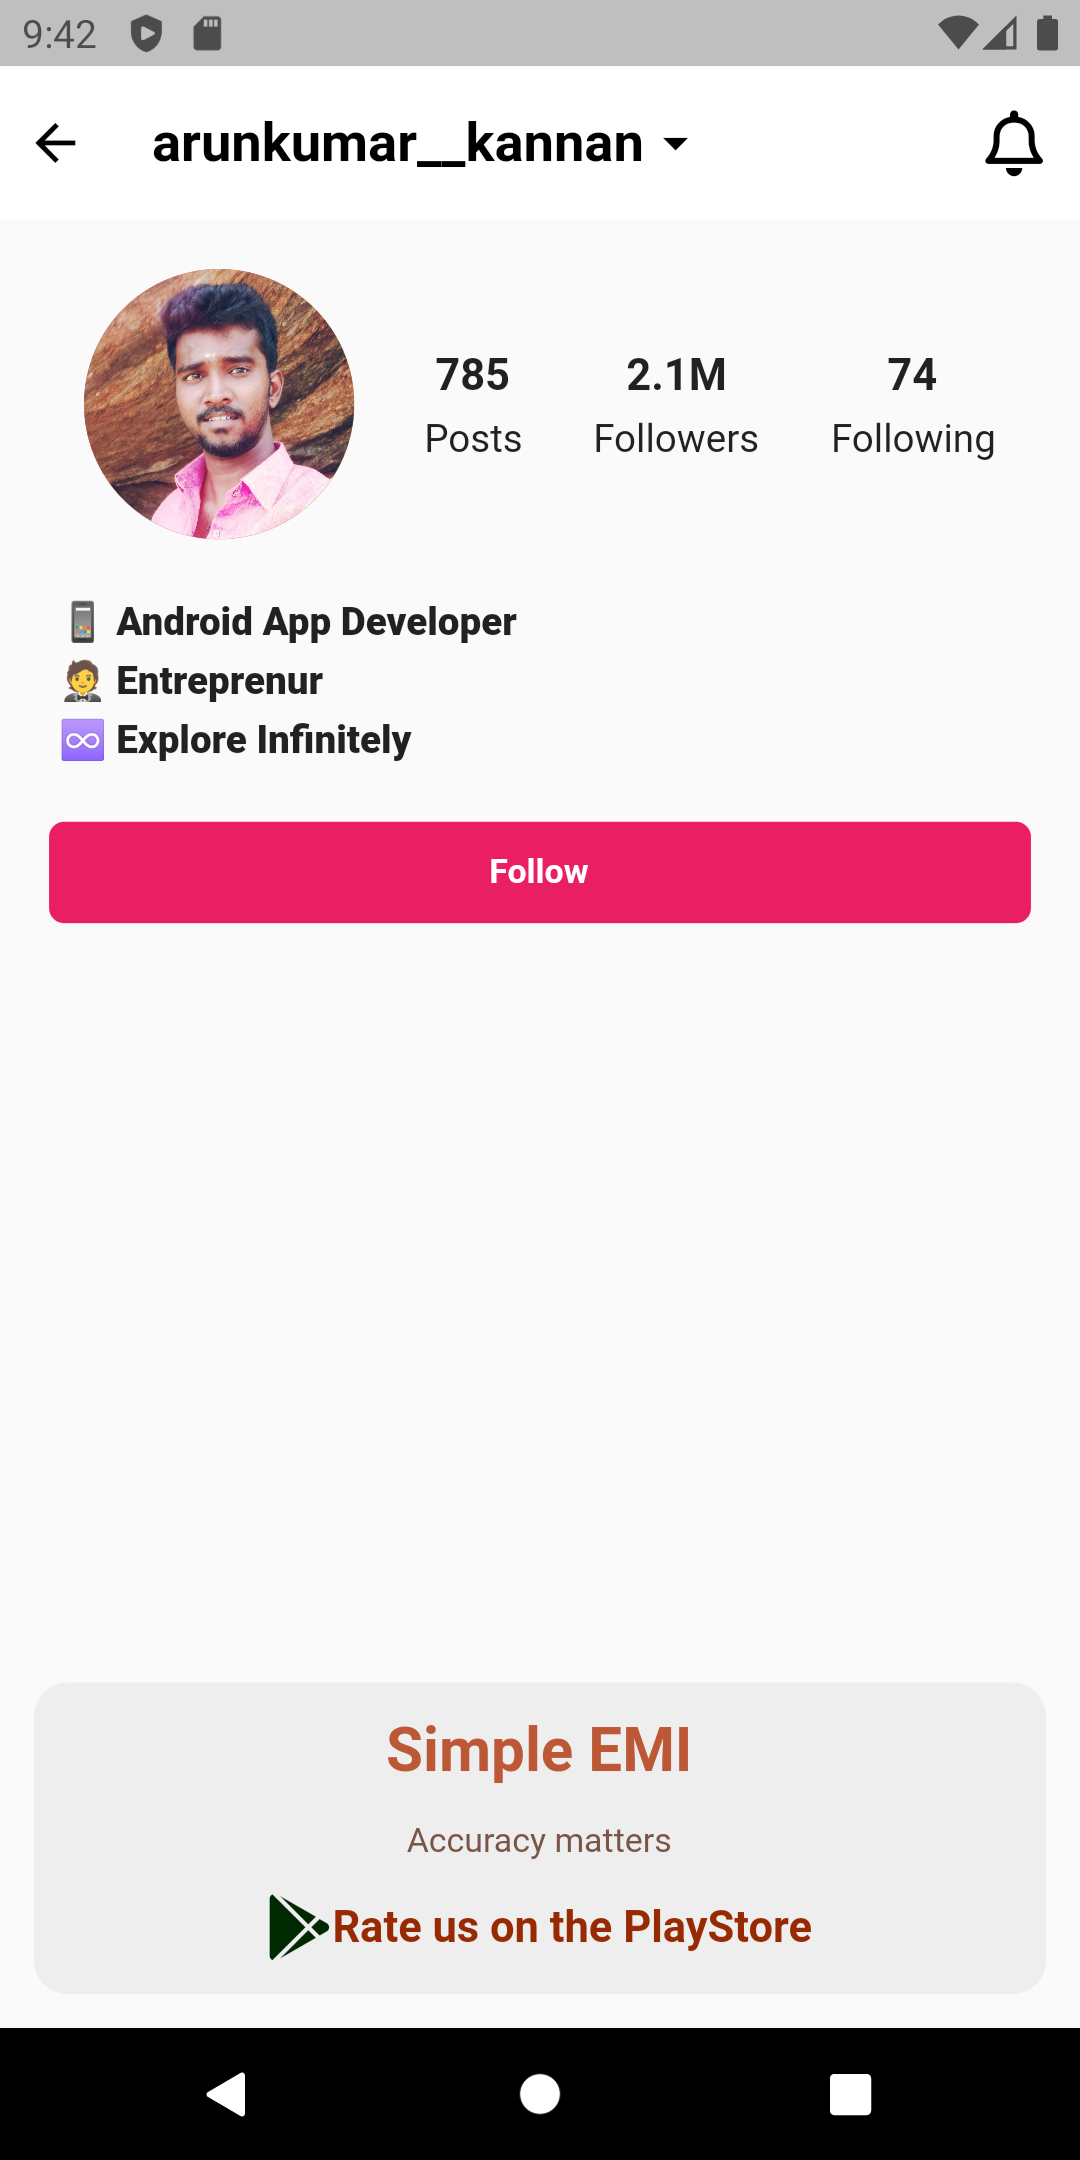 9:42
arunkumar__kannan
785 2.1M 74
Posts Followers Following
📱 Android App Developer
🤵 Entreprenur
♾️ Explore Infinitely
Follow
Simple EMI
Accuracy matters
Rate us on the PlayStore